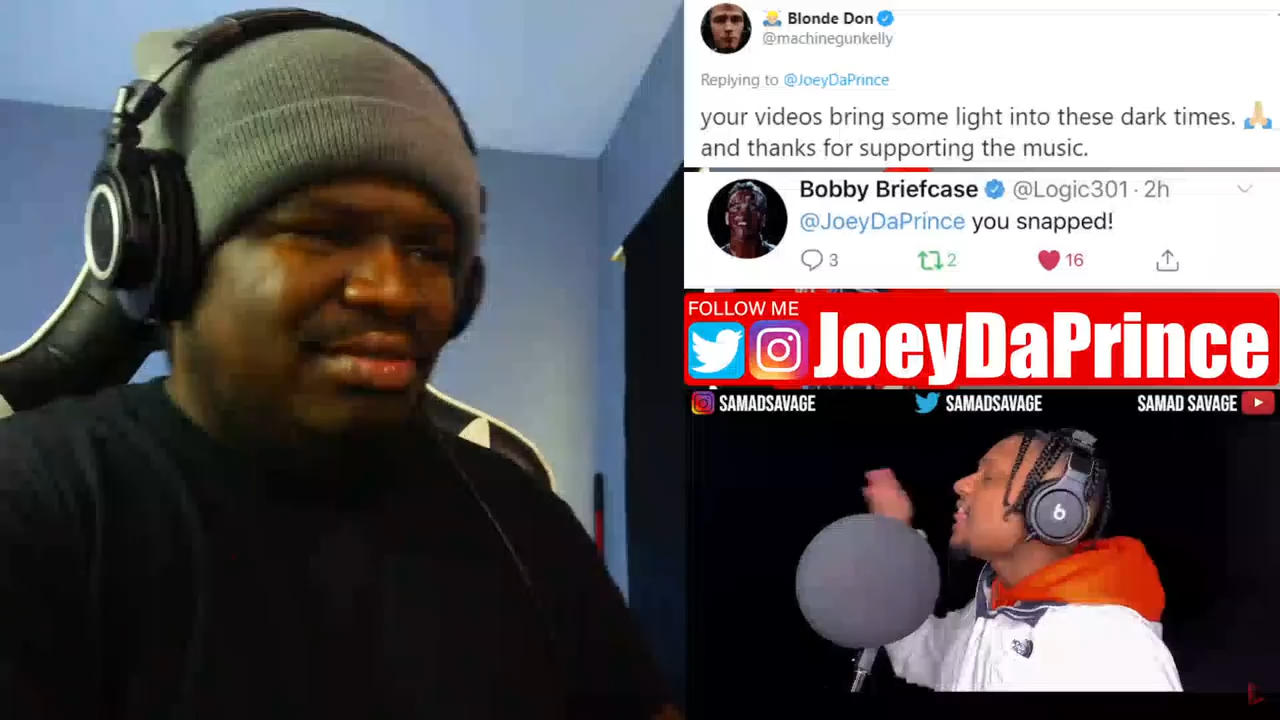 Blonde Don
@machinegunkelly
Replying to @JoeyDaPrince
your videos bring some light into these dark times. 🙏🏼
and thanks for supporting the music.
Bobby Briefcase @Logic301 · 2h
@JoeyDaPrince you snapped!
3 2 16
FOLLOW ME
JoeyDaPrince
SAMADSAVAGE SAMADSAVAGE SAMAD SAVAGE
b